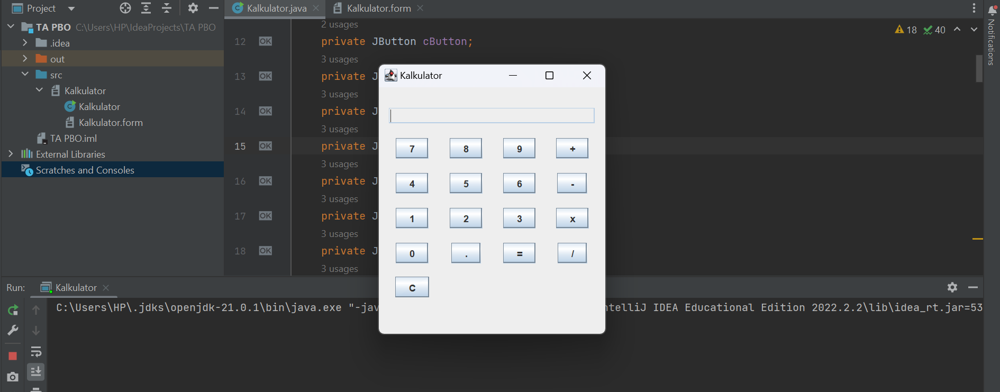 Project
Kalkulator.java
Kalkulator.form
TA PBO C:\Users\HP\IdeaProjects\TA PBO
.idea
out
src
Kalkulator
Kalkulator
Kalkulator.form
TA PBO.iml
External Libraries
Scratches and Consoles
2 usages
12 OK private JButton cButton;
3 usages
13 OK private J
3 usages
14 OK private J
3 usages
15 OK private J
3 usages
16 OK private J
3 usages
17 OK private J
3 usages
18 OK private J
3 usages
18 40
Notifications
Kalkulator
7 8 9 +
4 5 6 -
1 2 3 x
0 . = /
C
Run: Kalkulator
C:\Users\HP\.jdks\openjdk-21.0.1\bin\java.exe "-jav
ntelliJ IDEA Educational Edition 2022.2.2\lib\idea_rt.jar=53